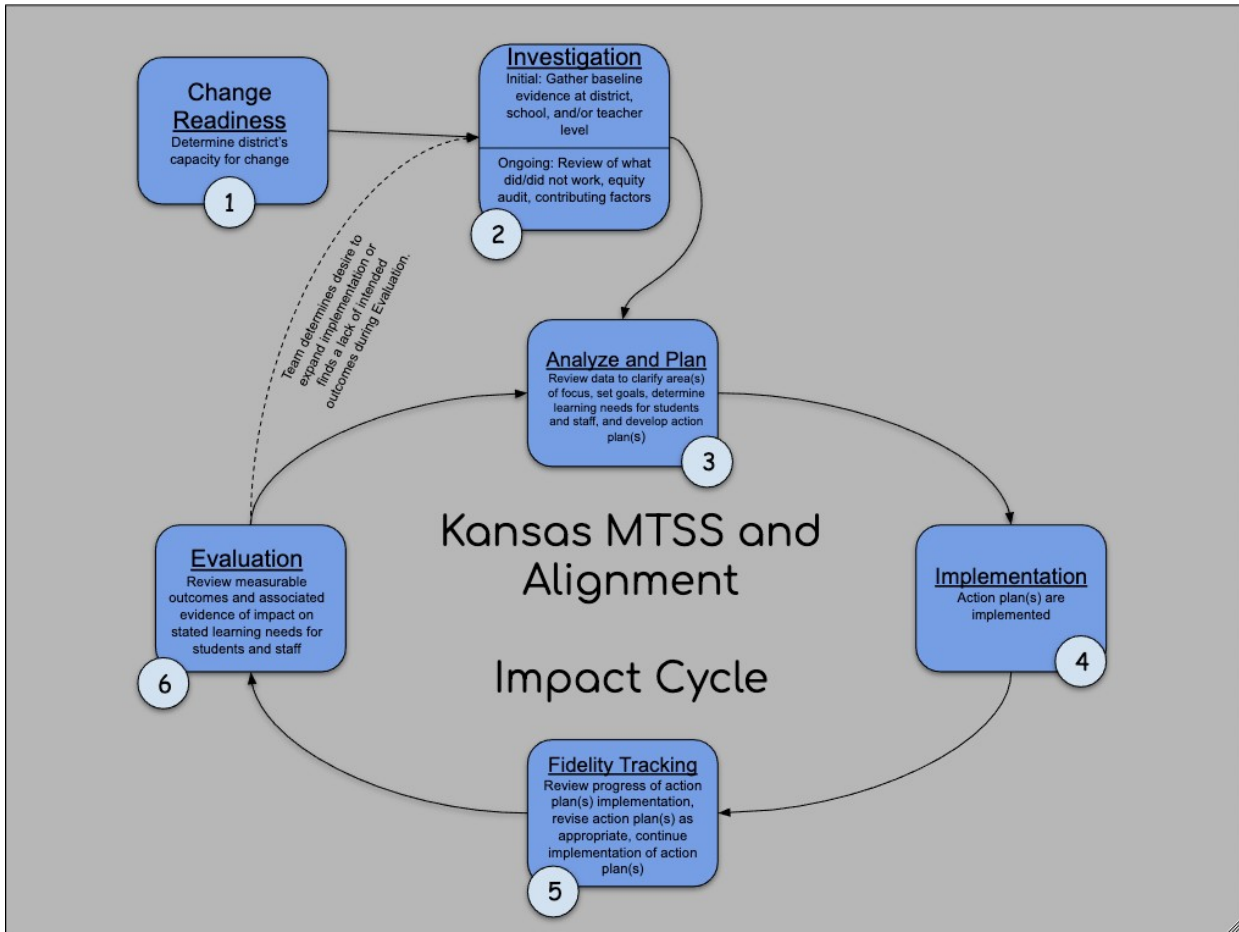 Change
Readiness
Determine district's
capacity for change
1
Investigation
Initial: Gather baseline
evidence at district,
school, and/or teacher
level
Ongoing: Review of what
did/did not work, equity
audit, contributing factors
2
Team determines desire to
expand implementation or
finds a lack of intended
outcomes during Evaluation.
Analyze and Plan
Review data to clarify area(s)
of focus, set goals, determine
learning needs for students
and staff, and develop action
plan(s)
3
Kansas MTSS and
Alignment
Impact Cycle
Implementation
Action plan(s) are
implemented
4
Fidelity Tracking
Review progress of action
plan(s) implementation,
revise action plan(s) as
appropriate, continue
implementation of action
plan(s)
5
Evaluation
Review measurable
outcomes and associated
evidence of impact on
stated learning needs for
students and staff
6